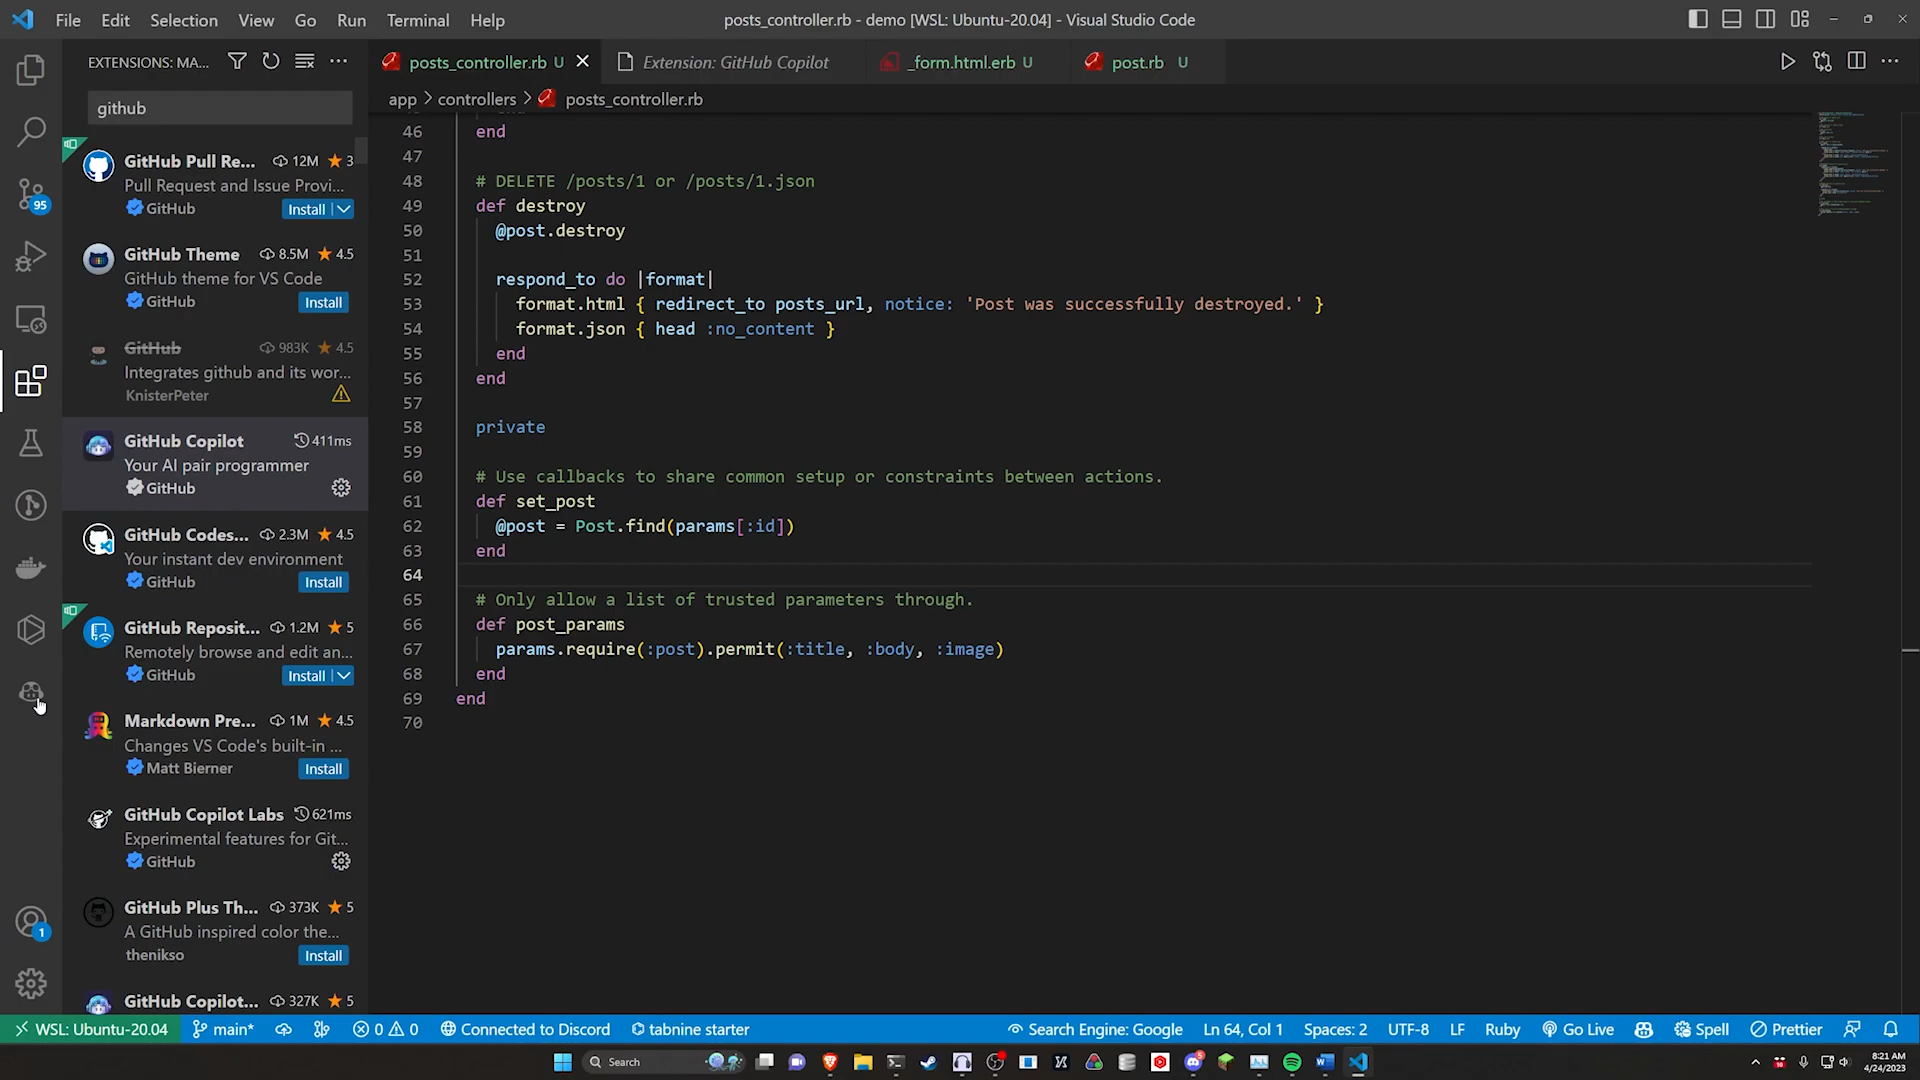 File Edit Selection View Go Run Terminal Help
posts_controller.rb - demo [WSL: Ubuntu-20.04] - Visual Studio Code
EXTENSIONS: MA...
posts_controller.rb U
Extension: GitHub Copilot
_form.html.erb U
post.rb U
github
app > controllers > posts_controller.rb
GitHub Pull Re... 12M 3
Pull Request and Issue Provi...
GitHub Install
GitHub Theme 8.5M 4.5
GitHub theme for VS Code
GitHub Install
GitHub 983K 4.5
Integrates github and its wor...
KnisterPeter
GitHub Copilot 411ms
Your AI pair programmer
GitHub
GitHub Codes... 2.3M 4.5
Your instant dev environment
GitHub Install
GitHub Reposit... 1.2M 5
Remotely browse and edit an...
GitHub Install
Markdown Pre... 1M 4.5
Changes VS Code's built-in ...
Matt Bierner Install
GitHub Copilot Labs 621ms
Experimental features for Git...
GitHub
GitHub Plus Th... 373K 5
A GitHub inspired color the...
thenikso Install
GitHub Copilot... 327K 5
95
1
46 end
47
48 # DELETE /posts/1 or /posts/1.json
49 def destroy
50 @post.destroy
51
52 respond_to do |format|
53 format.html { redirect_to posts_url, notice: 'Post was successfully destroyed.' }
54 format.json { head :no_content }
55 end
56 end
57
58 private
59
60 # Use callbacks to share common setup or constraints between actions.
61 def set_post
62 @post = Post.find(params[:id])
63 end
64
65 # Only allow a list of trusted parameters through.
66 def post_params
67 params.require(:post).permit(:title, :body, :image)
68 end
69 end
70
WSL: Ubuntu-20.04 main* 0 0 Connected to Discord tabnine starter Search Engine: Google Ln 64, Col 1 Spaces: 2 UTF-8 LF Ruby Go Live Spell Prettier
Search
8:21 AM
4/24/2023